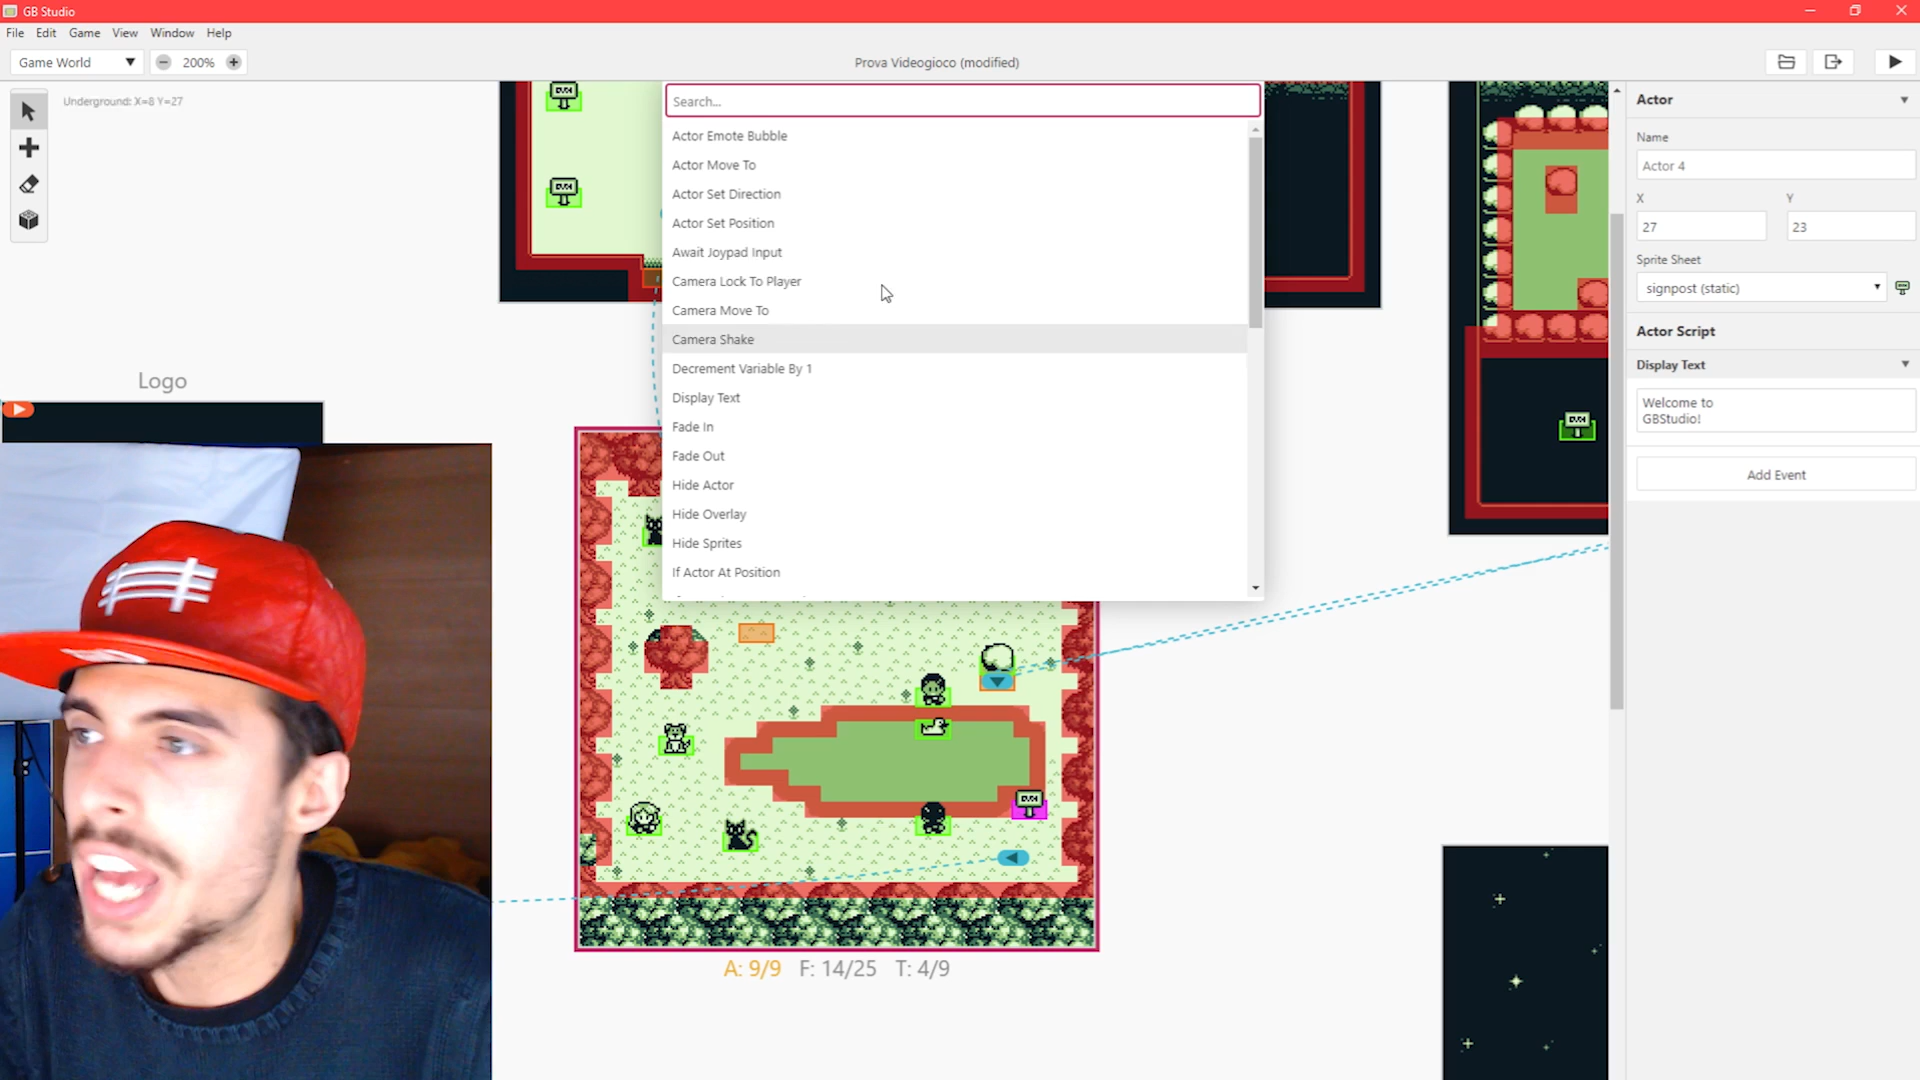 GB Studio
File Edit Game View Window Help
Game World
200%
Prova Videogioco (modified)
Underground: X=8 Y=27
Logo
Search...
Actor Emote Bubble
Actor Move To
Actor Set Direction
Actor Set Position
Await Joypad Input
Camera Lock To Player
Camera Move To
Camera Shake
Decrement Variable By 1
Display Text
Fade In
Fade Out
Hide Actor
Hide Overlay
Hide Sprites
If Actor At Position
A: 9/9 F: 14/25 T: 4/9
Actor
Name
Actor 4
X Y
27 23
Sprite Sheet
signpost (static)
Actor Script
Display Text
Welcome to
GBStudio!
Add Event